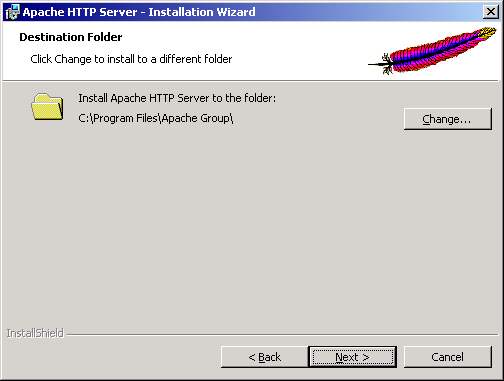 Apache HTTP Server - Installation Wizard
Destination Folder
Click Change to install to a different folder
Install Apache HTTP Server to the folder:
C:\Program Files\Apache Group\
Change...
InstallShield
< Back
Next >
Cancel